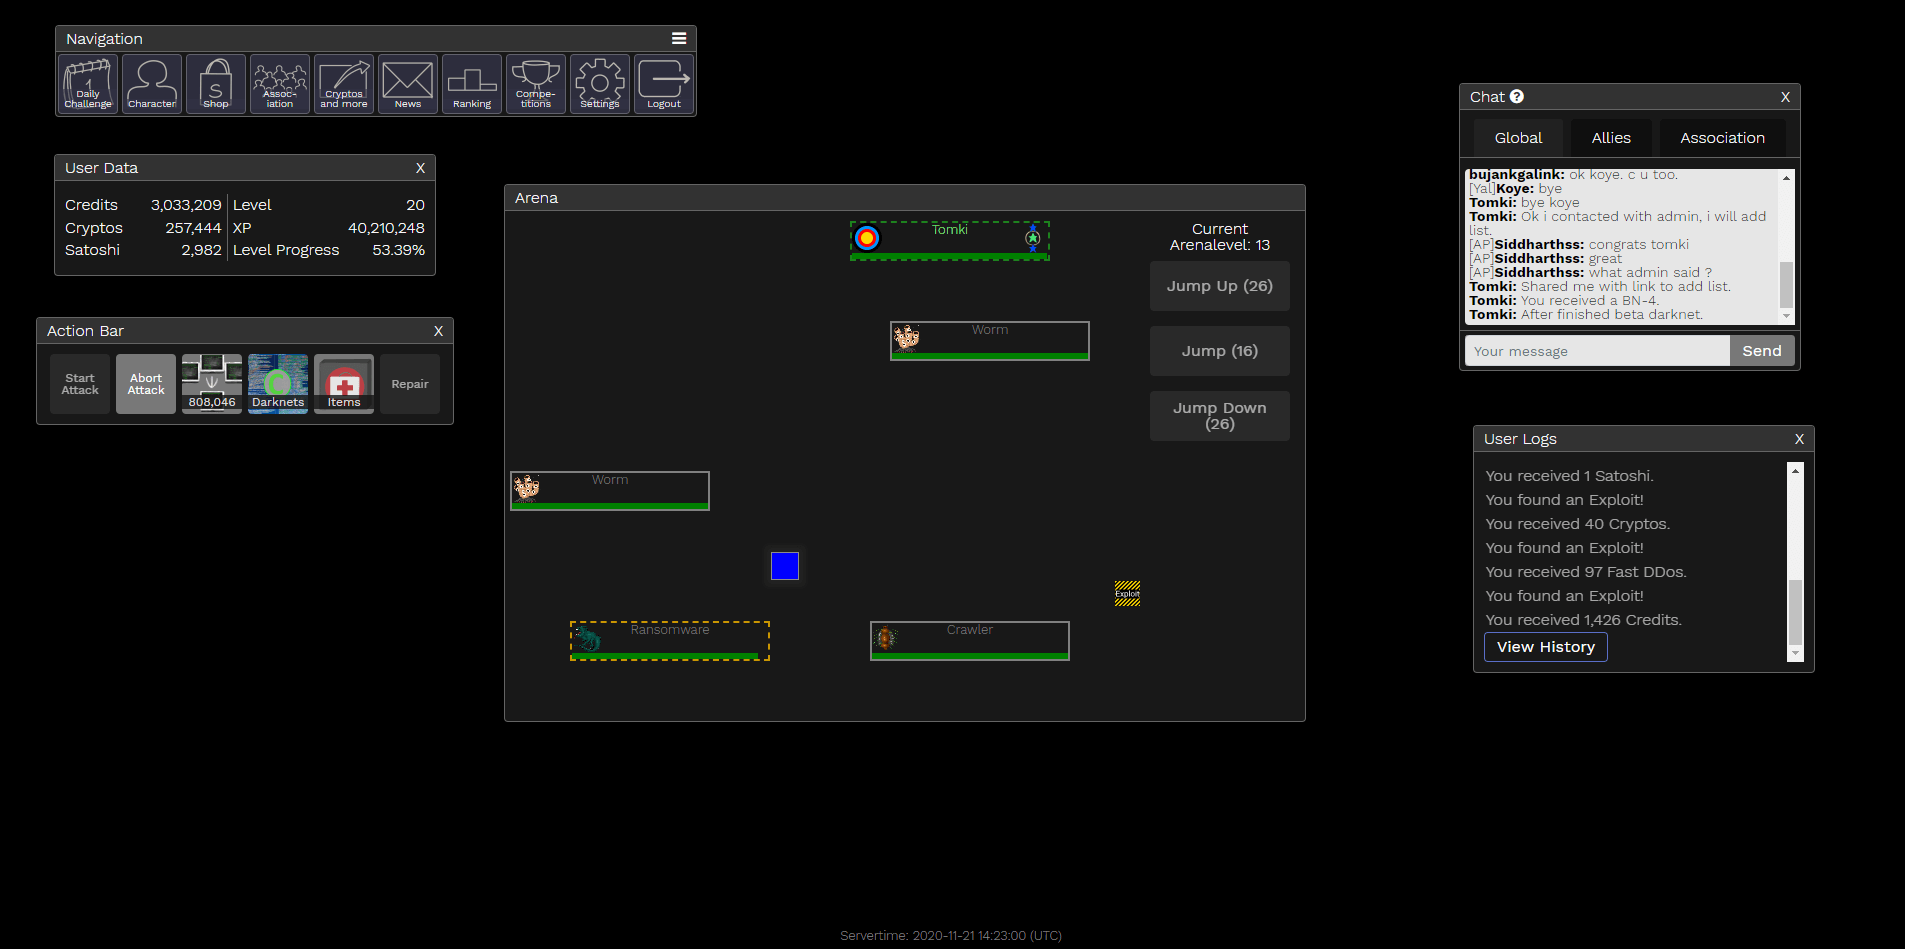 Navigation
Daily
Challenge
Character
Shop
Assoc-
iation
Cryptos
and more
News
Ranking
Compe-
titions
Settings
Logout
User Data X
Credits 3,033,209 Level 20
Cryptos 257,444 XP 40,210,248
Satoshi 2,982 Level Progress 53.39%
Action Bar X
Start
Attack
Abort
Attack
808,046
Darknets
Items
Repair
Arena
Tomki
Current
Arenalevel: 13
Jump Up (26)
Worm
Jump (16)
Jump Down
(26)
Worm
Exploit
Ransomware
Crawler
Chat ? X
Global Allies Association
bujankgalink: ok koye. c u too.
[Yal]Koye: bye
Tomki: bye koye
Tomki: Ok i contacted with admin, i will add
list.
[AP]Siddharthss: congrats tomki
[AP]Siddharthss: great
[AP]Siddharthss: what admin said ?
Tomki: Shared me with link to add list.
Tomki: You received a BN-4.
Tomki: After finished beta darknet.
Your message Send
User Logs X
You received 1 Satoshi.
You found an Exploit!
You received 40 Cryptos.
You found an Exploit!
You received 97 Fast DDos.
You found an Exploit!
You received 1,426 Credits.
View History
Servertime: 2020-11-21 14:23:00 (UTC)